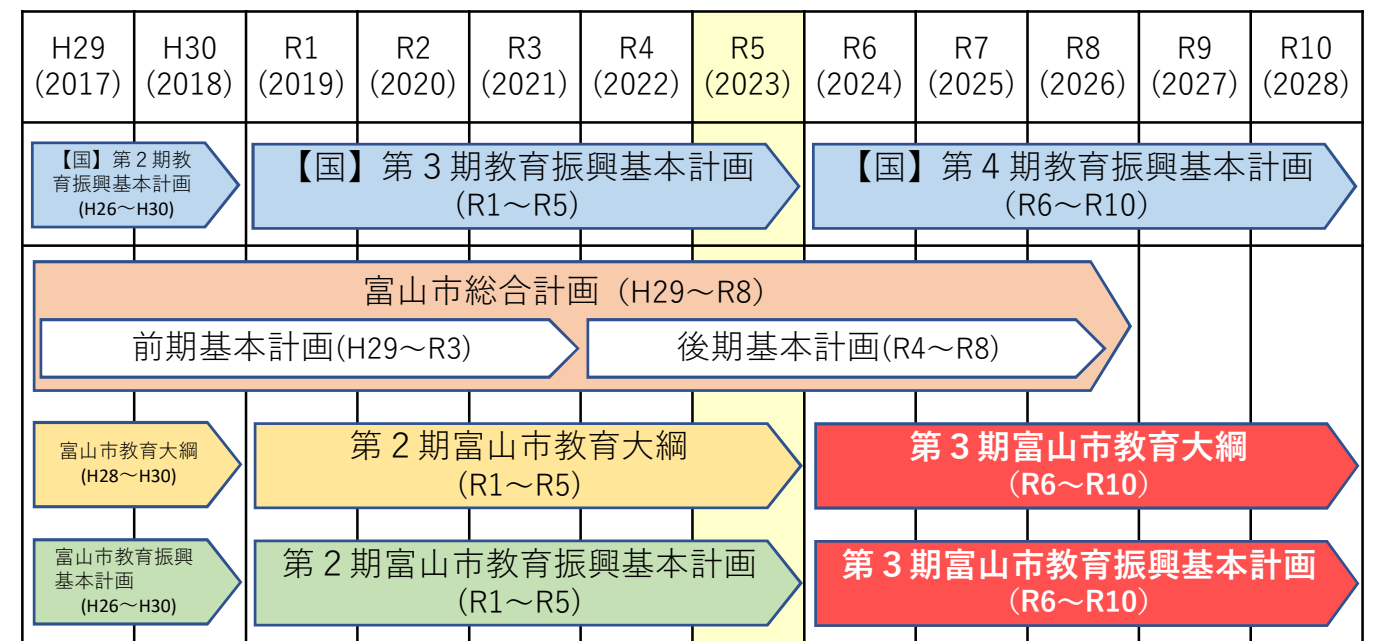 H29 H30 R1 R2 R3 R4 R5 R6 R7 R8 R9 R10
(2017) (2018) (2019) (2020) (2021) (2022) (2023) (2024) (2025) (2026) (2027) (2028)
【国】第２期教
育振興基本計画
(H26～H30)
【国】第３期教育振興基本計画
(R1～R5)
【国】第４期教育振興基本計画
(R6～R10)
富山市総合計画（H29～R8)
前期基本計画(H29～R3)
後期基本計画(R4～R8)
富山市教育大綱
(H28～H30)
第２期富山市教育大綱
(R1～R5)
第３期富山市教育大綱
（R6～R10）
富山市教育振興
基本計画
(H26～H30)
第２期富山市教育振興基本計画
(R1～R5)
第３期富山市教育振興基本計画
（R6～R10）